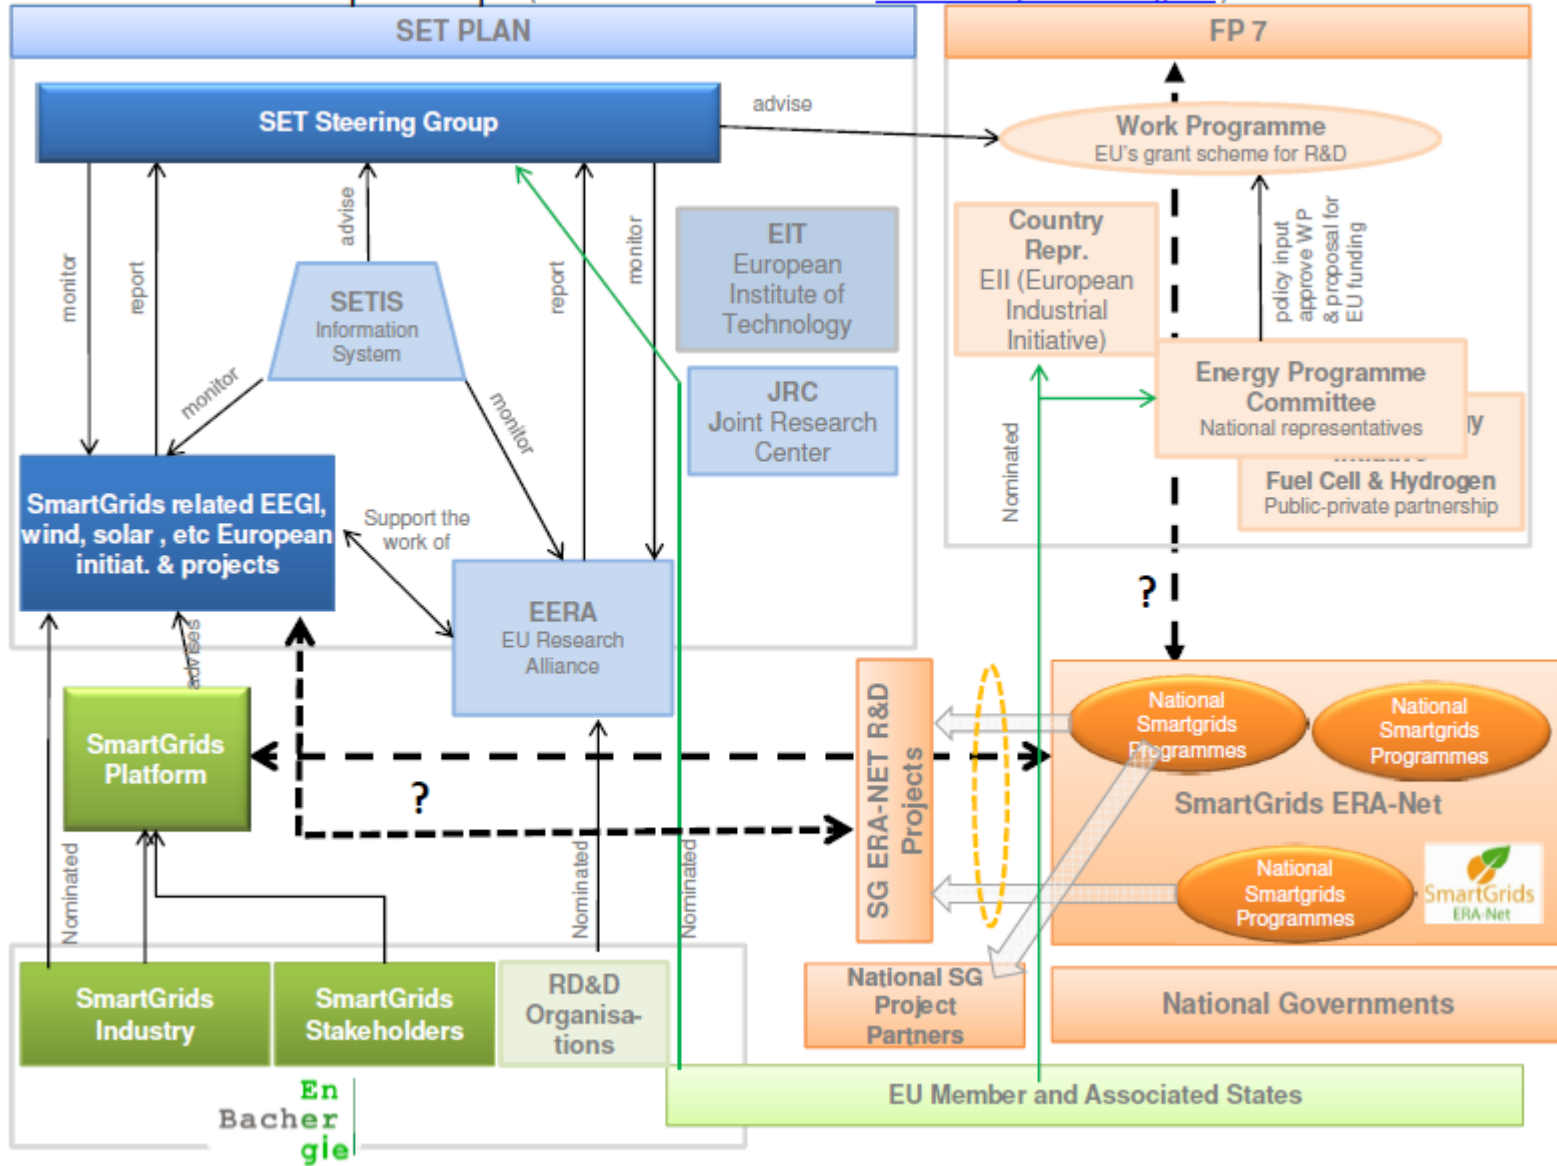 SET PLAN
FP 7
SET Steering Group
advise
Work Programme
EU's grant scheme for R&D
monitor
report
advise
report
monitor
EIT
European
Institute of
Technology
Country
Repr.
EII (European
Industrial
Initiative)
policy input
approve WP
& proposal for
EU funding
SETIS
Information
System
monitor
monitor
JRC
Joint Research
Center
Nominated
Energy Programme
Committee
National representatives
Fuel Cell & Hydrogen
Public-private partnership
SmartGrids related EEGI,
wind, solar , etc European
initiat. & projects
Support the
work of
EERA
EU Research
Alliance
?
advises
SmartGrids
Platform
?
SG ERA-NET R&D
Projects
National
Smartgrids
Programmes
National
Smartgrids
Programmes
SmartGrids ERA-Net
National
Smartgrids
Programmes
SmartGrids
ERA-Net
Nominated
Nominated
Nominated
SmartGrids
Industry
SmartGrids
Stakeholders
RD&D
Organisa-
tions
National SG
Project
Partners
National Governments
EU Member and Associated States
En
Bacher
gie